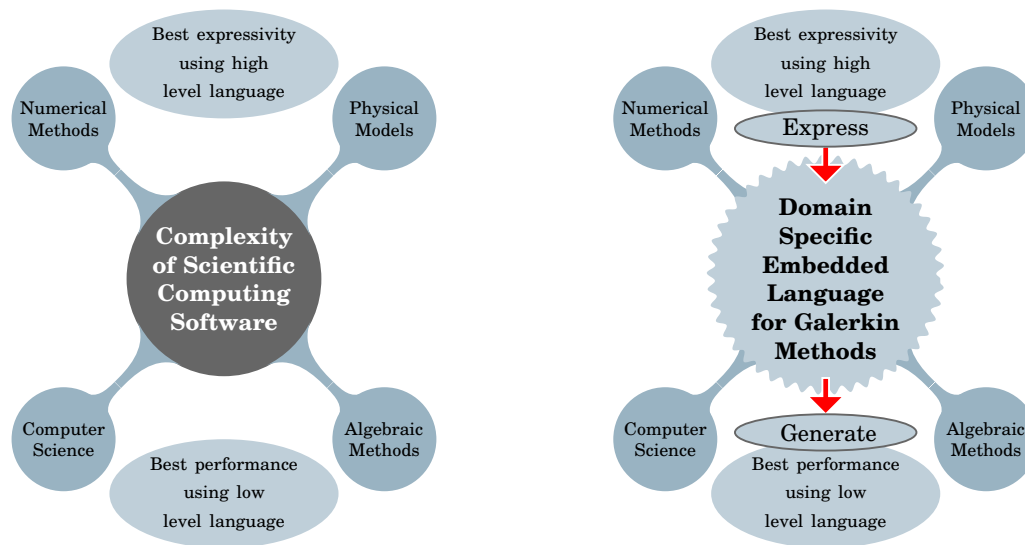 Best expressivity
using high
level language
Numerical
Methods
Physical
Models
Complexity
of Scientific
Computing
Software
Computer
Science
Algebraic
Methods
Best performance
using low
level language
Best expressivity
using high
level language
Express
Numerical
Methods
Physical
Models
Domain
Specific
Embedded
Language
for Galerkin
Methods
Computer
Science
Algebraic
Methods
Generate
Best performance
using low
level language